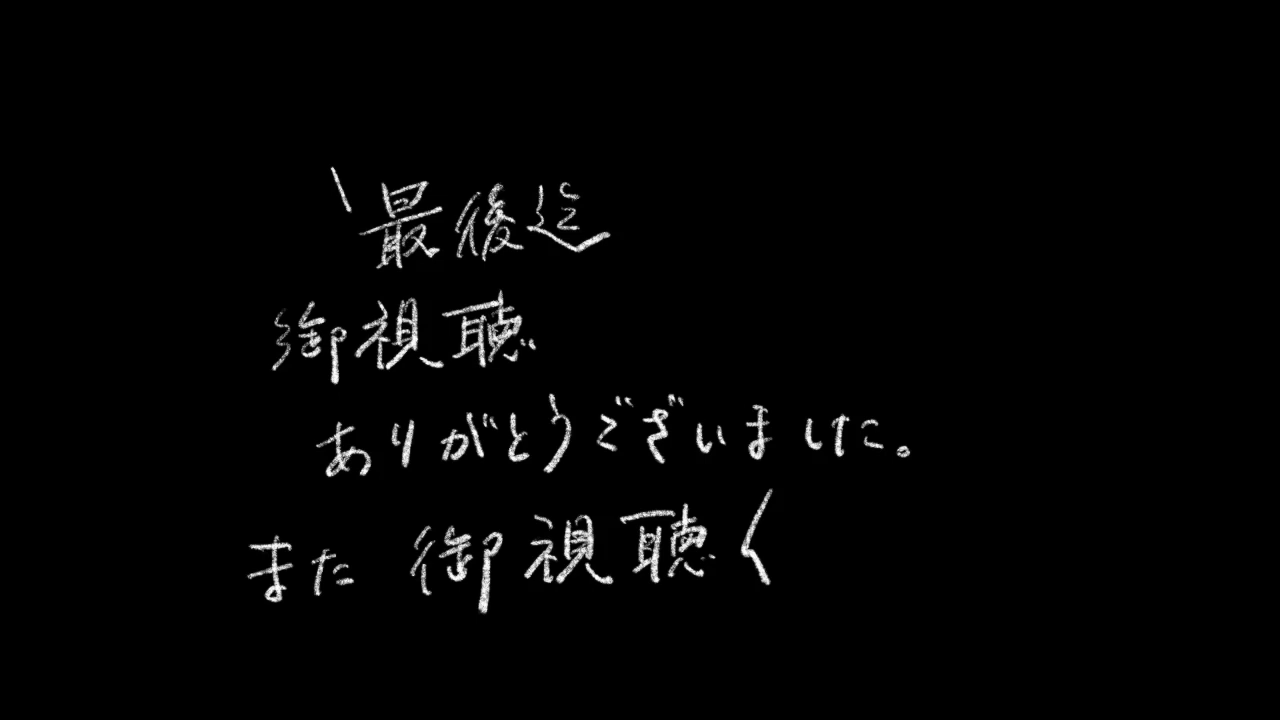 \最後迄
御視聴
ありがとうございました。
また御視聴く